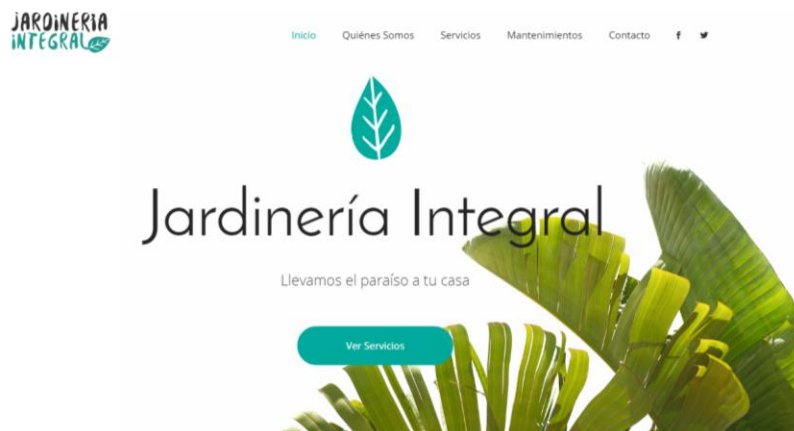 JARDINERIA
INTEGRAL
Inicio Quiénes Somos Servicios Mantenimientos Contacto
Jardinería Integral
Llevamos el paraíso a tu casa
Ver Servicios